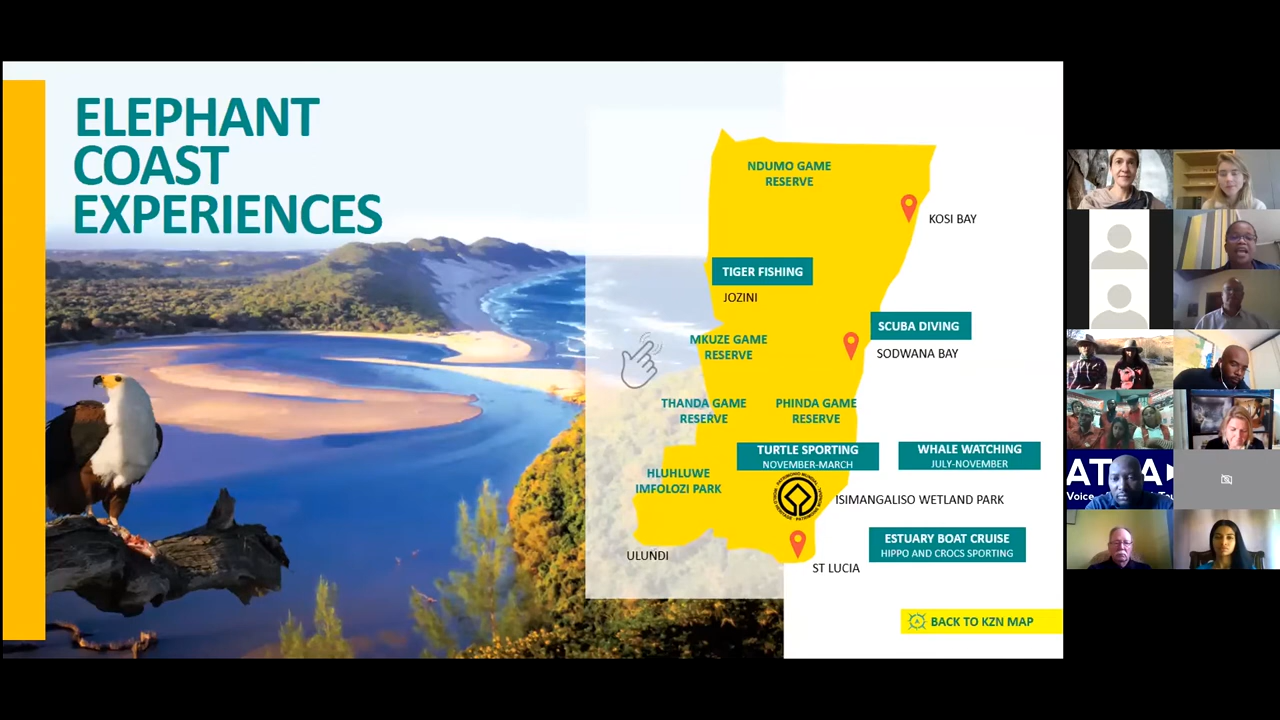 ELEPHANT
COAST
EXPERIENCES
NDUMO GAME
RESERVE
KOSI BAY
TIGER FISHING
JOZINI
SCUBA DIVING
SODWANA BAY
MKUZE GAME
RESERVE
THANDA GAME
RESERVE
PHINDA GAME
RESERVE
TURTLE SPORTING
NOVEMBER-MARCH
WHALE WATCHING
JULY-NOVEMBER
HLUHLUWE
IMFOLOZI PARK
ISIMANGALISO WETLAND PARK
ULUNDI
ST LUCIA
ESTUARY BOAT CRUISE
HIPPO AND CROCS SPORTING
BACK TO KZN MAP
Voice